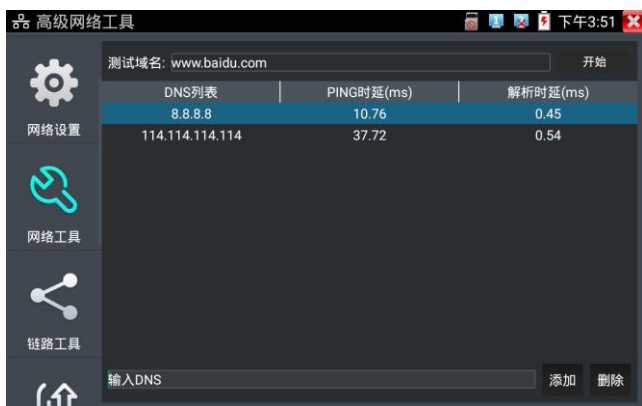 高级网络工具 下午3:51
测试域名: www.baidu.com 开始
DNS列表 PING时延(ms) 解析时延(ms)
8.8.8.8 10.76 0.45
114.114.114.114 37.72 0.54
网络设置
网络工具
链路工具
输入DNS 添加 删除